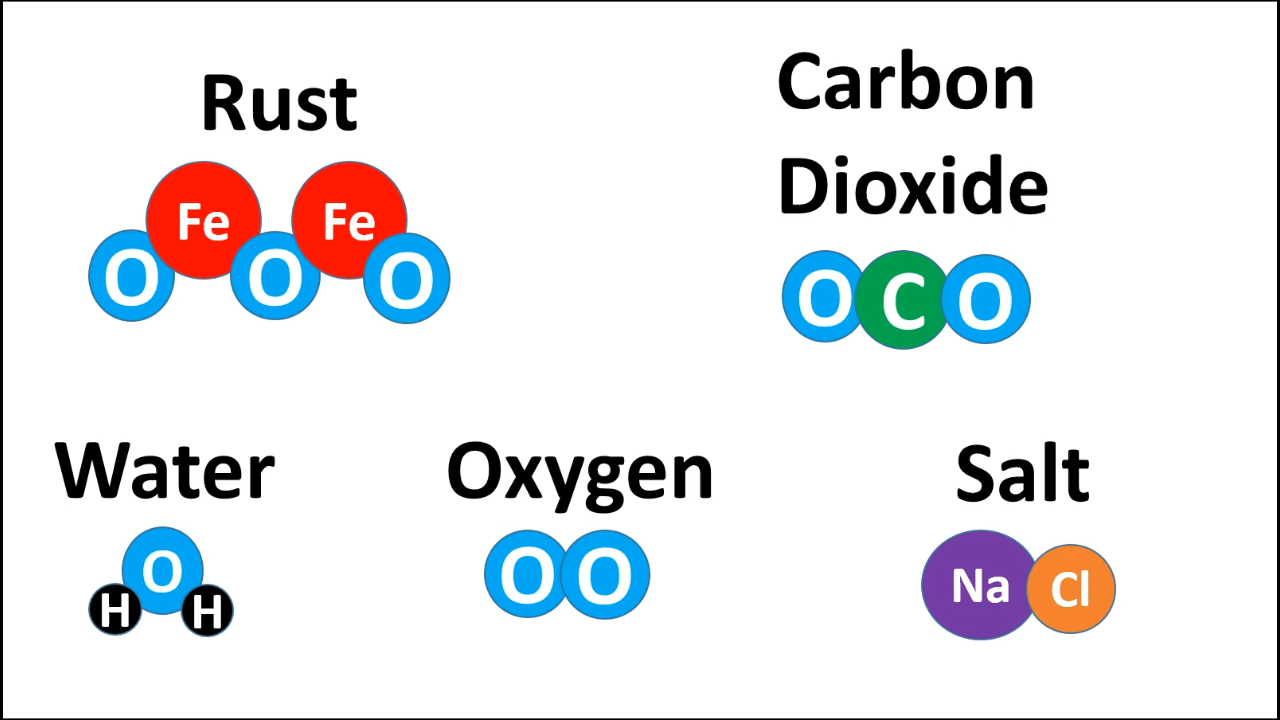 Rust
Fe Fe
O O O
Carbon
Dioxide
O C O
Water
O
H H
Oxygen
O O
Salt
Na Cl